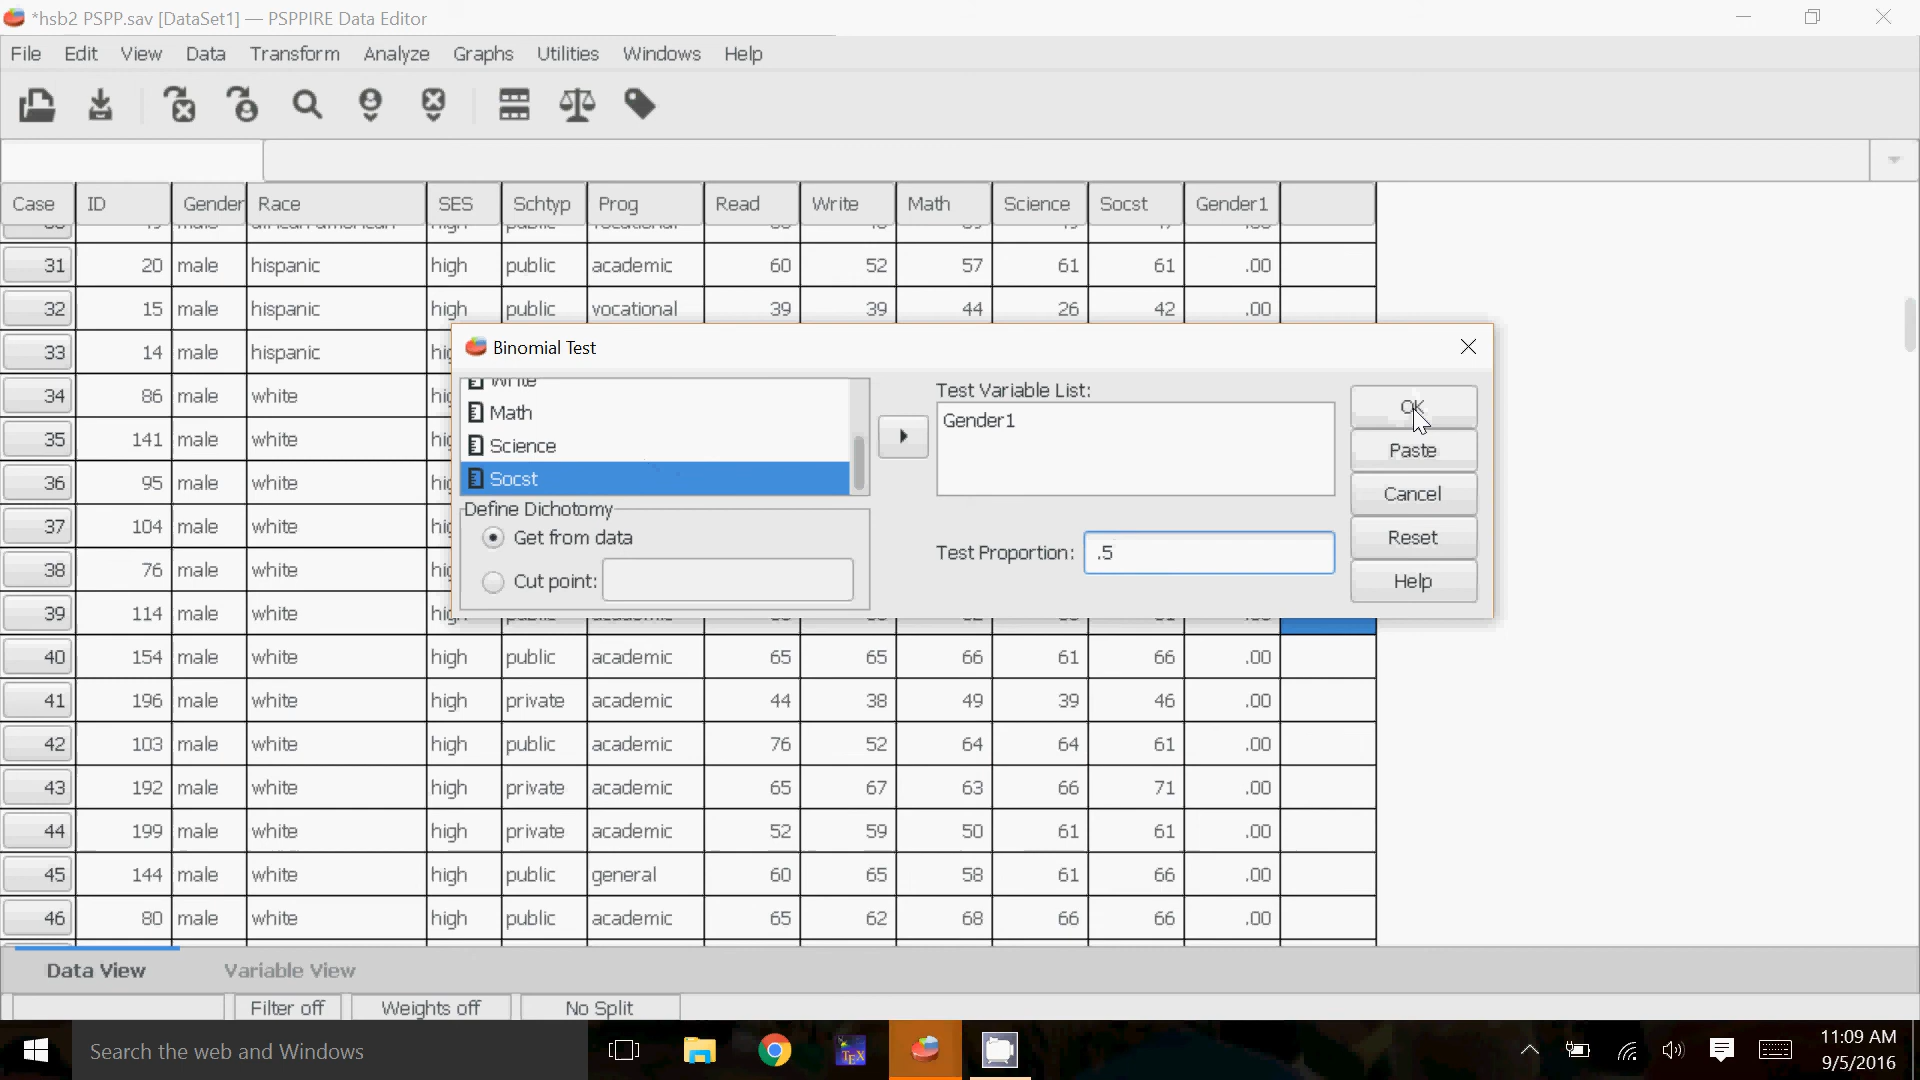 *hsb2 PSPP.sav [DataSet1] — PSPPIRE Data Editor
File Edit View Data Transform Analyze Graphs Utilities Windows Help
Case ID Gender Race SES Schtyp Prog Read Write Math Science Socst Gender1
31 20 male hispanic high public academic 60 52 57 61 61 .00
32 15 male hispanic high public vocational 39 39 44 26 42 .00
33 14 male hispanic
34 86 male white
35 141 male white
36 95 male white
37 104 male white
38 76 male white
39 114 male white
Binomial Test
Write
Math
Science
Socst
Define Dichotomy
Get from data
Cut point:
Test Variable List:
Gender1
Test Proportion: .5
OK
Paste
Cancel
Reset
Help
40 154 male white high public academic 65 65 66 61 66 .00
41 196 male white high private academic 44 38 49 39 46 .00
42 103 male white high public academic 76 52 64 64 61 .00
43 192 male white high private academic 65 67 63 66 71 .00
44 199 male white high private academic 52 59 50 61 61 .00
45 144 male white high public general 60 65 58 61 66 .00
46 80 male white high public academic 65 62 68 66 66 .00
Data View Variable View
Filter off Weights off No Split
Search the web and Windows
TEX
11:09 AM
9/5/2016